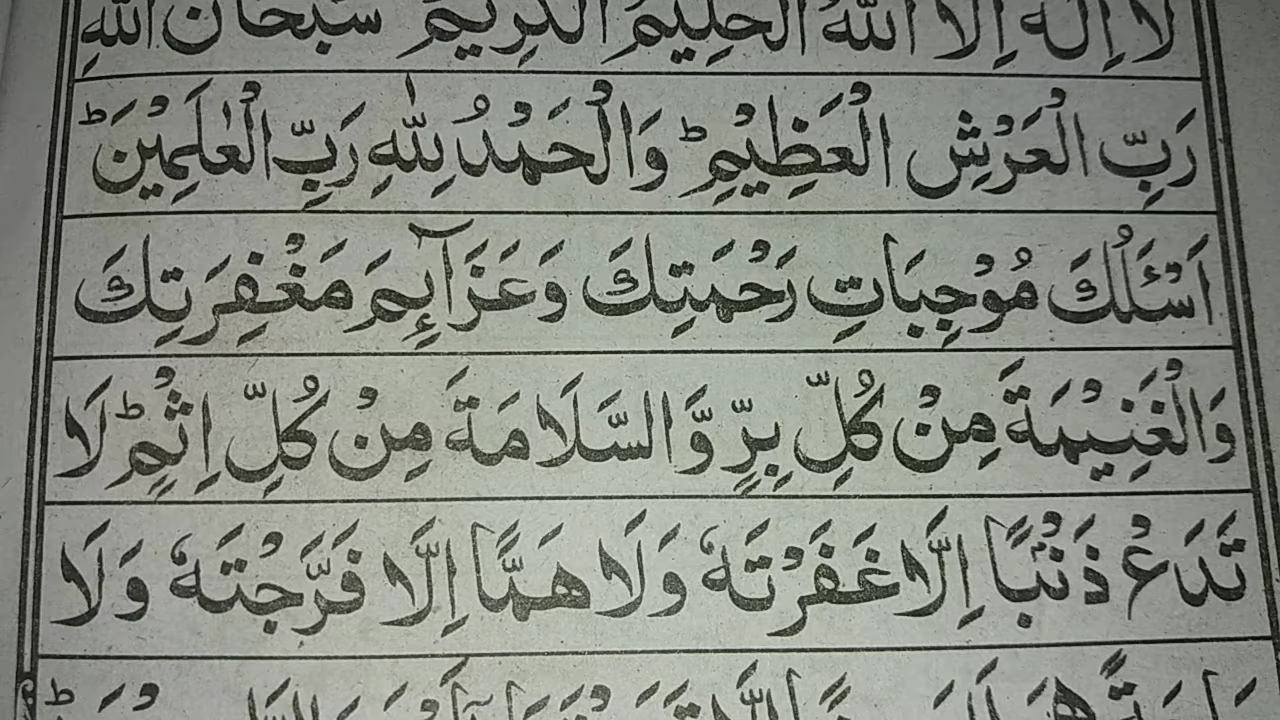 لَا اِلٰهَ اِلَّا اللّٰهُ الْحَلِيْمُ الْكَرِيْمُ سُبْحَانَ اللّٰهِ
رَبِّ الْعَرْشِ الْعَظِيْمِ ؕ وَالْحَمْدُ لِلّٰهِ رَبِّ الْعٰلَمِيْنَ ؕ
اَسْئَلُكَ مُوْجِبَاتِ رَحْمَتِكَ وَعَزَآئِمَ مَغْفِرَتِكَ
وَالْغَنِيْمَةَ مِنْ كُلِّ بِرٍّ وَّالسَّلَامَةَ مِنْ كُلِّ اِثْمٍ ؕ لَا
تَدَعْ ذَنْۢبًا اِلَّا غَفَرْتَهٗ وَلَا هَمًّا اِلَّا فَرَّجْتَهٗ وَلَا